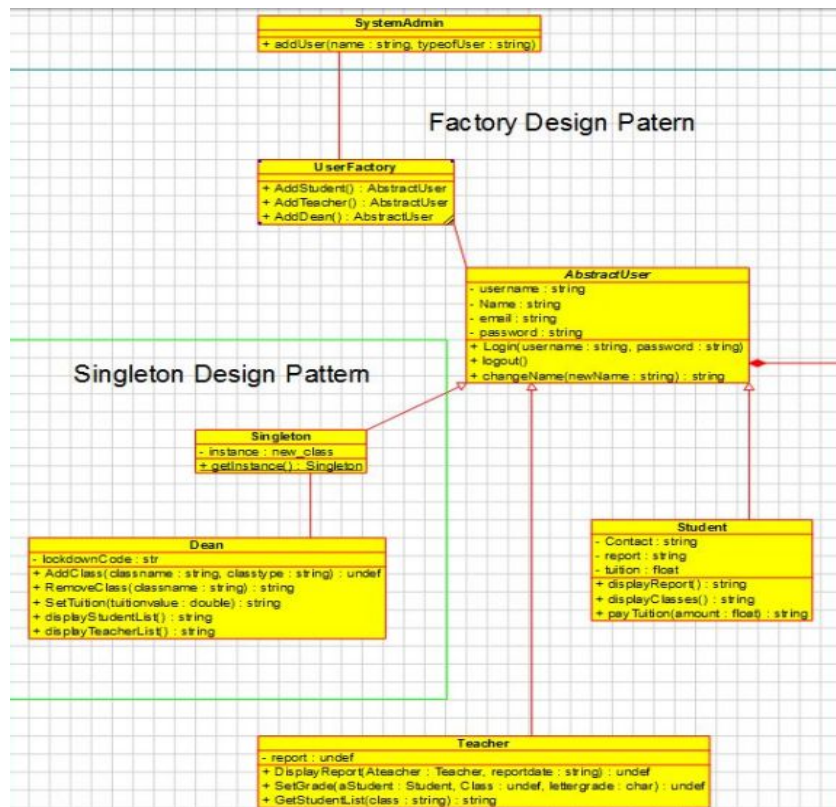 SystemAdmin
+ addUser(name : string, typeofUser : string)
Factory Design Patern
UserFactory
+ AddStudent() : AbstractUser
+ AddTeacher() : AbstractUser
+ AddDean() : AbstractUser
AbstractUser
- username : string
- Name : string
- email : string
- password : string
+ Login(username : string, password : string)
+ logout()
+ changeName(newName : string) : string
Singleton Design Pattern
Singleton
- instance : new_class
+ getInstance() : Singleton
Dean
- lockdownCode : str
+ AddClass(classname : string, classtype : string) : undef
+ RemoveClass(classname : string) : string
+ SetTuition(tuitionvalue : double) : string
+ displayStudentList() : string
+ displayTeacherList() : string
Student
- Contact : string
- report : string
- tuition : float
+ displayReport() : string
+ displayClasses() : string
+ payTuition(amount : float) : string
Teacher
- report : undef
+ DisplayReport(Ateacher : Teacher, reportdate : string) : undef
+ SetGrade(aStudent : Student, Class : undef, lettergrade : char) : undef
+ GetStudentList(class : string) : string